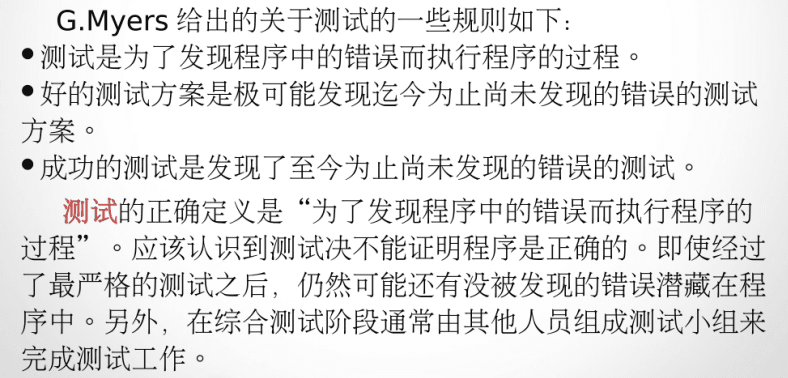 G.Myers 给出的关于测试的一些规则如下:
●测试是为了发现程序中的错误而执行程序的过程。
●好的测试方案是极可能发现迄今为止尚未发现的错误的测试
方案。
●成功的测试是发现了至今为止尚未发现的错误的测试。
测试的正确定义是“为了发现程序中的错误而执行程序的
过程”。应该认识到测试决不能证明程序是正确的。即使经过
了最严格的测试之后，仍然可能还有没被发现的错误潜藏在程
序中。另外，在综合测试阶段通常由其他人员组成测试小组来
完成测试工作。